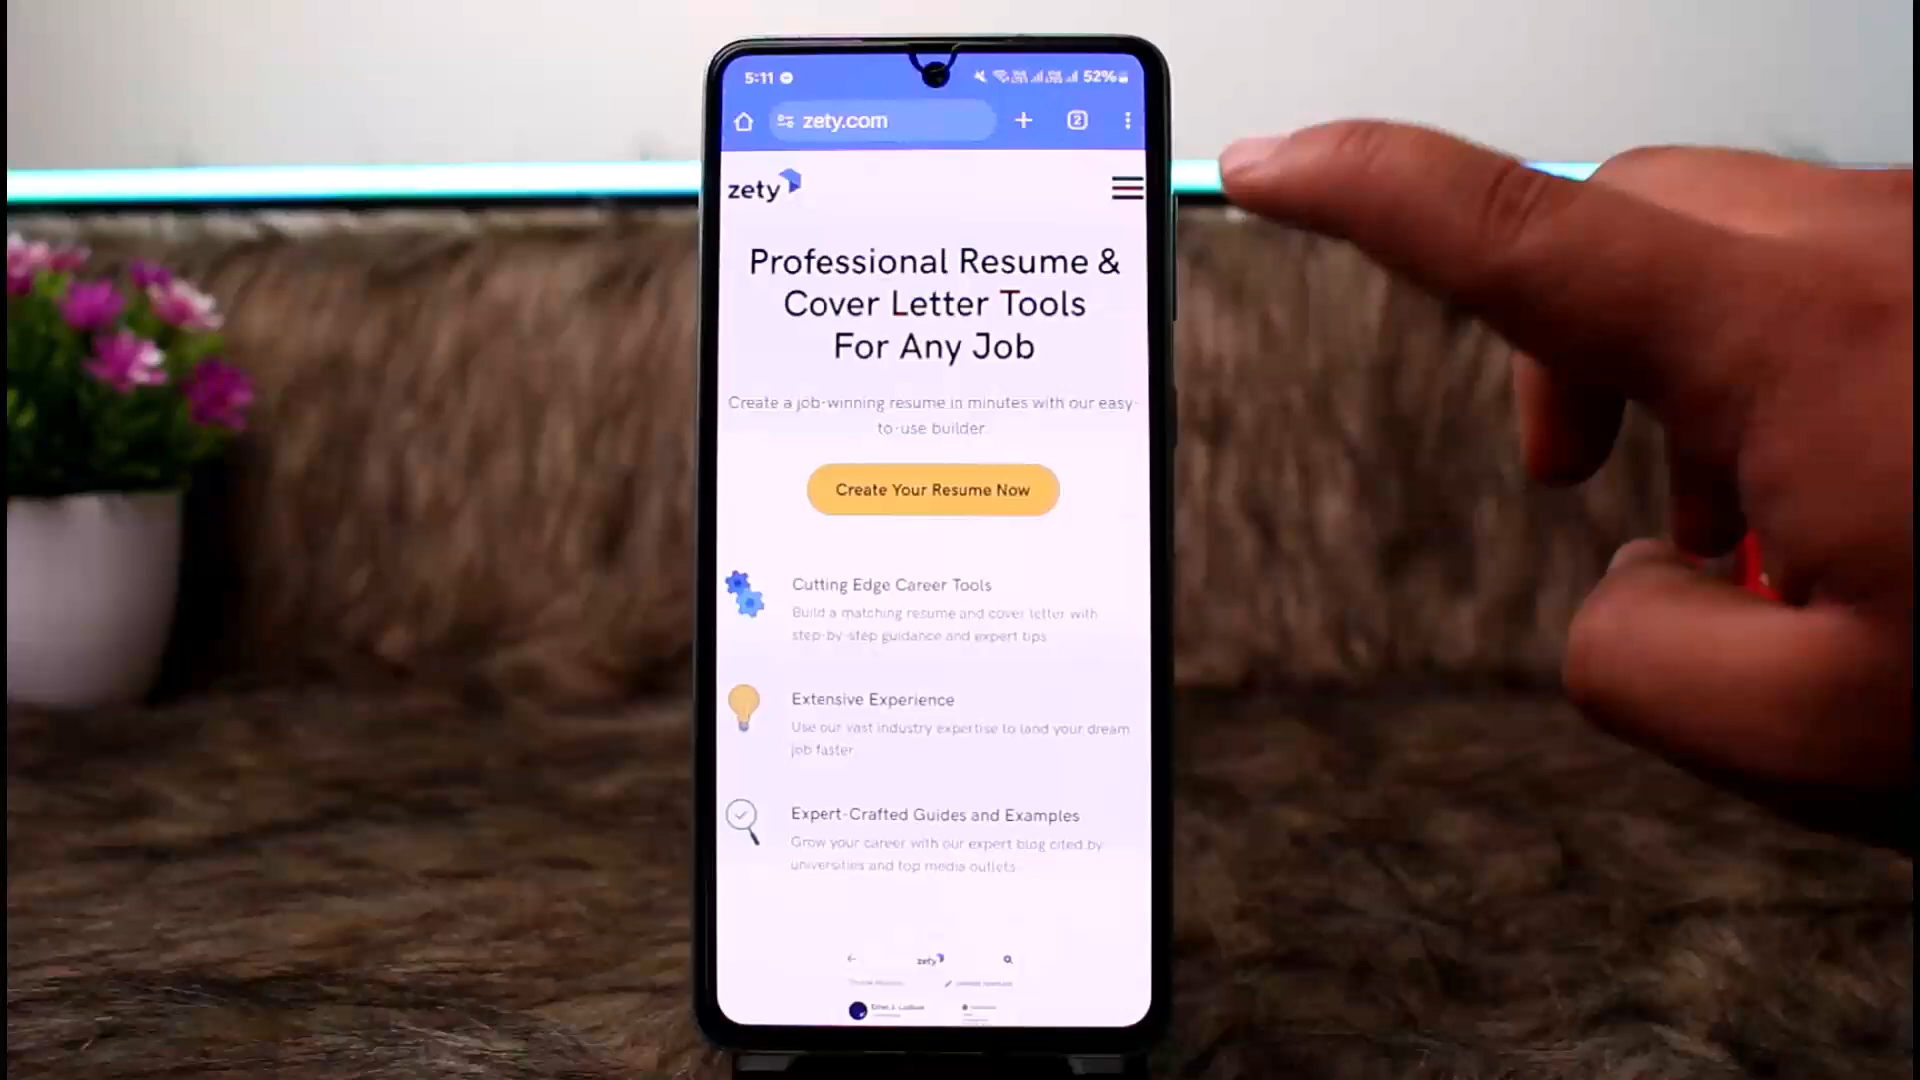 5:11
52%
zety.com
2
zety
Professional Resume &
Cover Letter Tools
For Any Job
Create a job-winning resume in minutes with our easy-
to-use builder.
Create Your Resume Now
Cutting Edge Career Tools
Build a matching resume and cover letter with
step-by-step guidance and expert tips
Extensive Experience
Use our vast industry expertise to land your dream
job faster
Expert-Crafted Guides and Examples
Grow your career with our expert blog cited by
universities and top media outlets.
zety